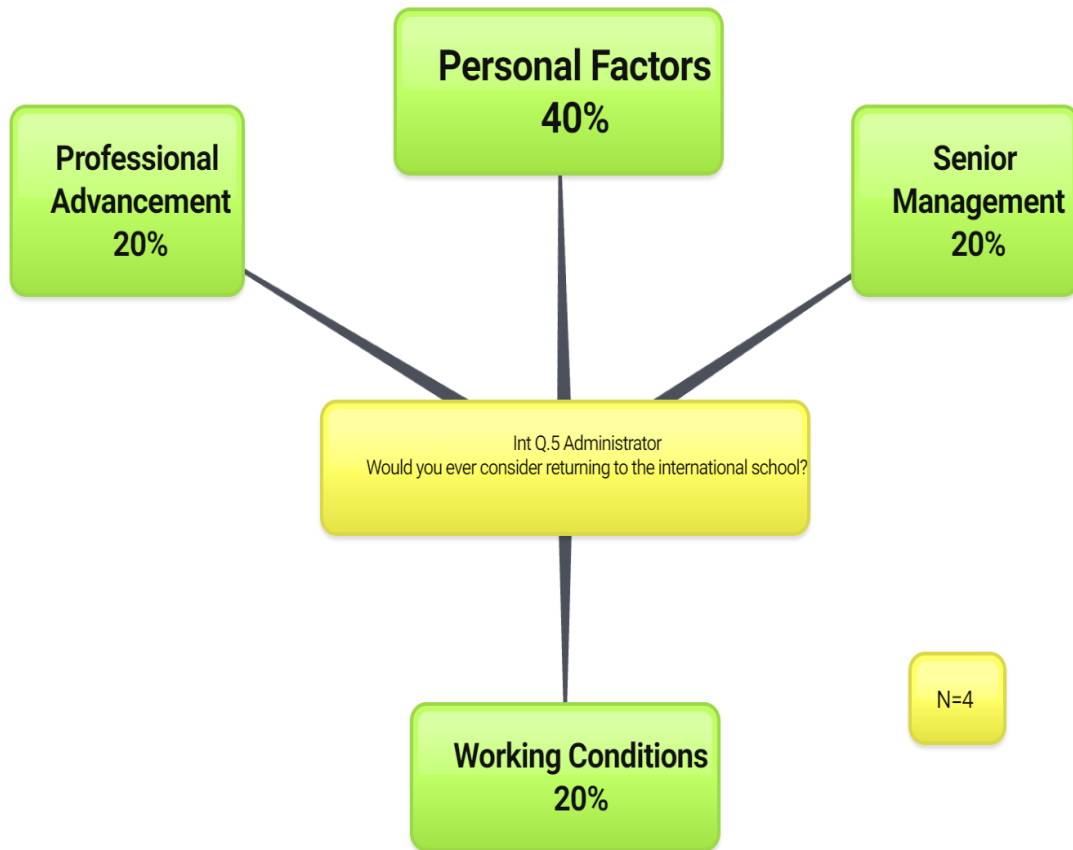 Personal Factors
40%
Professional
Advancement
20%
Senior
Management
20%
Int Q.5 Administrator
Would you ever consider returning to the international school?
N=4
Working Conditions
20%